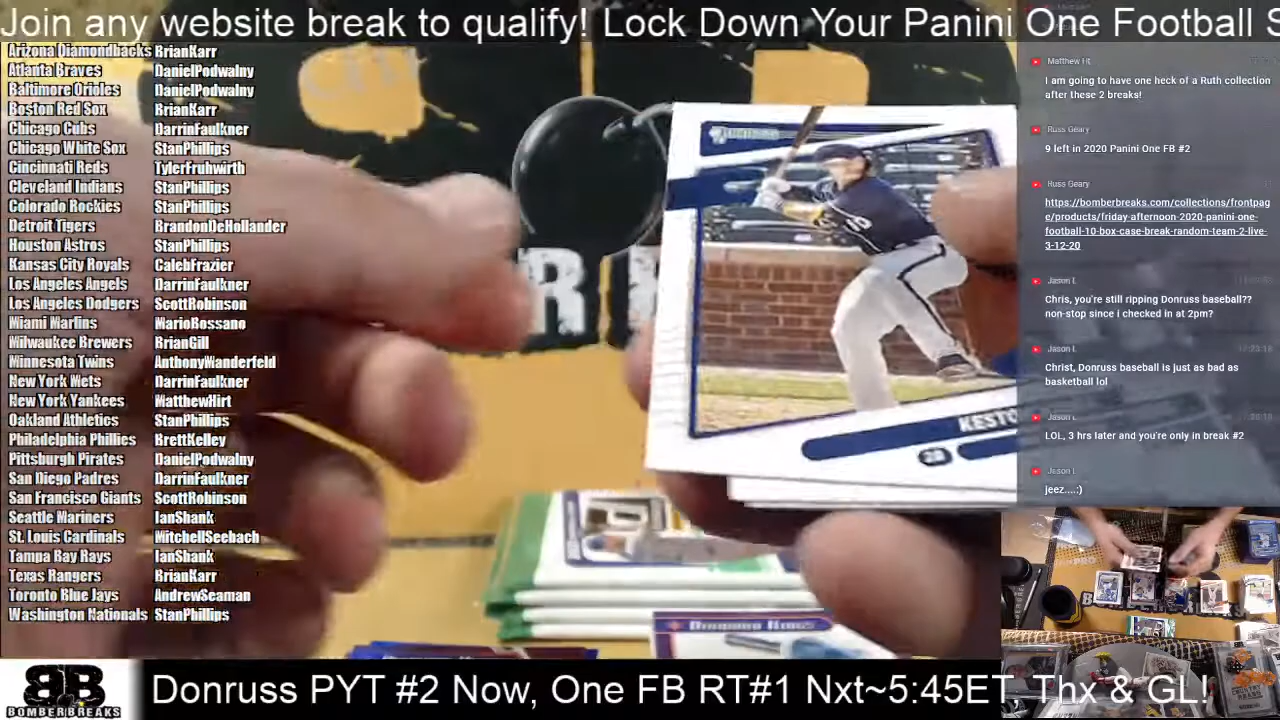 Join any website break to qualify! Lock Down Your Panini One Football S
Arizona Diamondbacks BrianKarr
Atlanta Braves DanielPodwalny
Baltimore Orioles DanielPodwalny
Boston Red Sox BrianKarr
Chicago Cubs DarrinFaulkner
Chicago White Sox StanPhillips
Cincinnati Reds TylerFruhwirth
Cleveland Indians StanPhillips
Colorado Rockies StanPhillips
Detroit Tigers BrandonDeHollander
Houston Astros StanPhillips
Kansas City Royals CalebFrazier
Los Angeles Angels DarrinFaulkner
Los Angeles Dodgers ScottRobinson
Miami Marlins MarioRossano
Milwaukee Brewers BrianGill
Minnesota Twins AnthonyWanderfeld
New York Mets DarrinFaulkner
New York Yankees MatthewHirt
Oakland Athletics StanPhillips
Philadelphia Phillies BrettKelley
Pittsburgh Pirates DanielPodwalny
San Diego Padres DarrinFaulkner
San Francisco Giants ScottRobinson
Seattle Mariners IanShank
St. Louis Cardinals MitchellSeebach
Tampa Ray Rays IanShank
Texas Rangers BrianKarr
Toronto Blue Jays AndrewSeaman
Washington Nationals StanPhillips
KESTO
28
Diamond Kings
Matthew Hi.
I am going to have one heck of a Ruth collection
after these 2 breaks!
Russ Geary
9 left in 2020 Panini One FB #2
Russ Geary
https://bomberbreaks.com/collections/frontpag
e/products/friday-afternoon-2020-panini-one-
football-10-box-case-break-random-team-2-live-
3-12-20
Jason L
Chris, you're still ripping Donruss baseball??
non-stop since i checked in at 2pm?
Jason L
Christ, Donruss baseball is just as bad as
basketball lol
Jason L
LOL, 3 hrs later and you're only in break #2
Jason L
jeez....:)
BB
BOMBERBREAKS
Donruss PYT #2 Now, One FB RT#1 Nxt~5:45ET, Thx & GL!